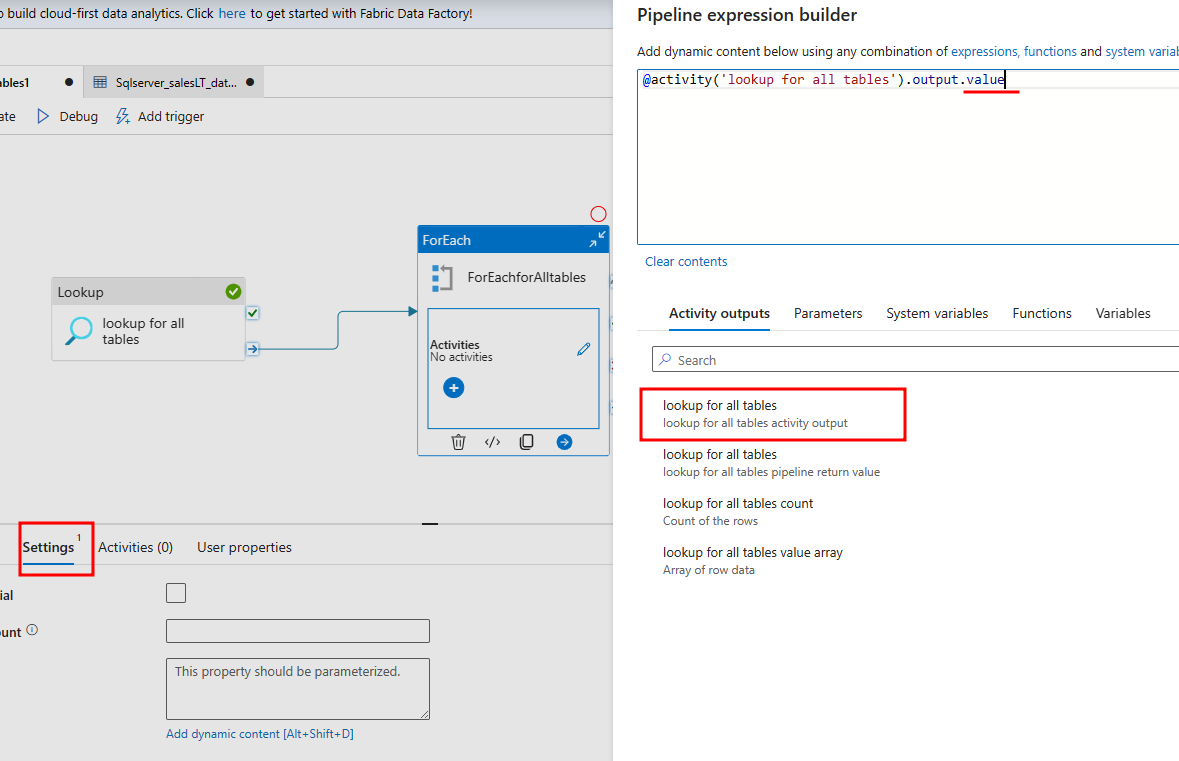 o build cloud-first data analytics. Click here to get started with Fabric Data Factory!
bles1
Sqlserver_salesLT_dat...
ate
Debug
Add trigger
Lookup
lookup for all
tables
ForEach
ForEachforAlltables
Activities
No activities
Settings 1
Activities (0)
User properties
ial
ount
This property should be parameterized.
Add dynamic content [Alt+Shift+D]
Pipeline expression builder
Add dynamic content below using any combination of expressions, functions and system variab
@activity('lookup for all tables').output.value
Clear contents
Activity outputs
Parameters
System variables
Functions
Variables
Search
lookup for all tables
lookup for all tables activity output
lookup for all tables
lookup for all tables pipeline return value
lookup for all tables count
Count of the rows
lookup for all tables value array
Array of row data